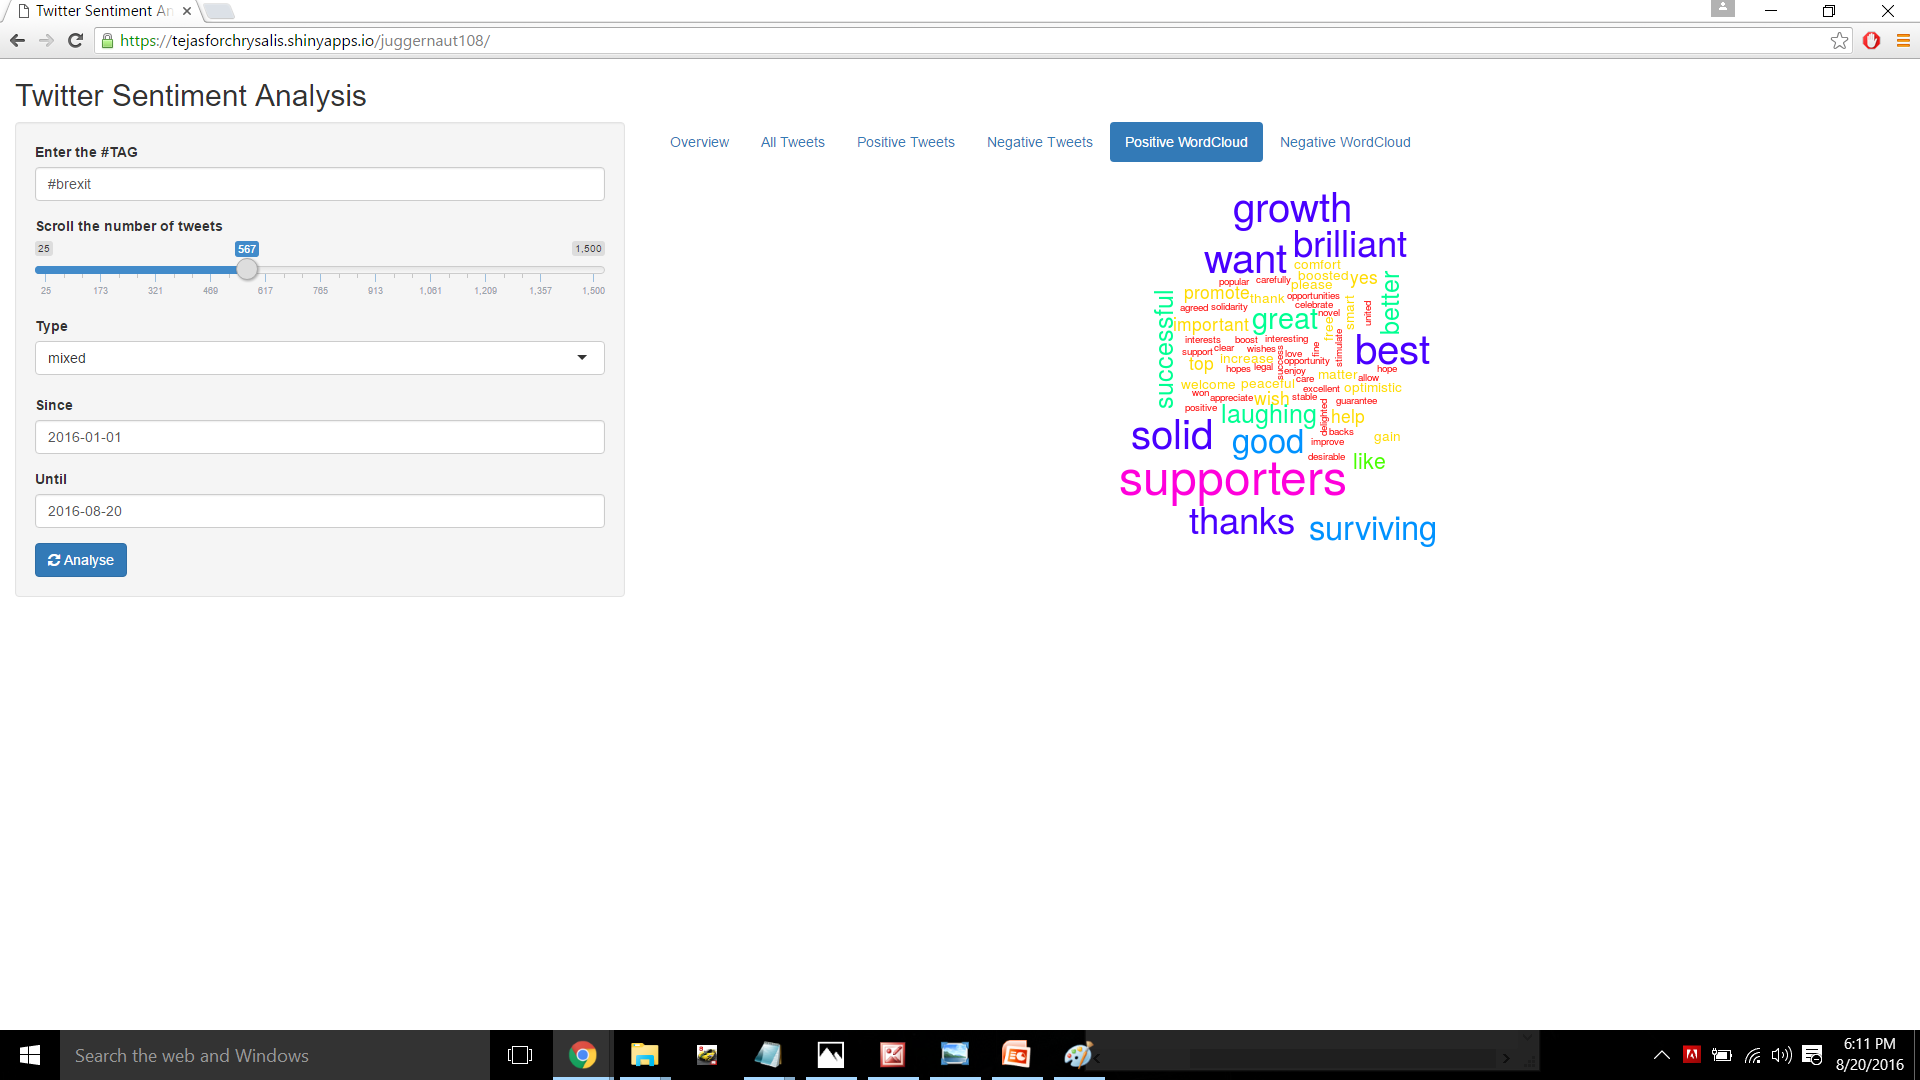 Twitter Sentiment An
https://tejasforchrysalis.shinyapps.io/juggernaut108/
Twitter Sentiment Analysis
Enter the #TAG
#brexit
Scroll the number of tweets
25 567 1,500
25 173 321 469 617 765 913 1,061 1,209 1,357 1,500
Type
mixed
Since
2016-01-01
Until
2016-08-20
Analyse
Overview All Tweets Positive Tweets Negative Tweets Positive WordCloud Negative WordCloud
growth
brilliant
want
comfort
boosted
yes
popular
carefully
please
better
promote
thank
opportunities
celebrate
successful
agreed
solidarity
novel
smart
united
important
great
free
interests
boost
interesting
stimulate
best
support
clear
wishes
love
fine
success
top
increase
opportunity
hopes
legal
enjoy
hope
matter
allow
care
welcome
peaceful
excellent
optimistic
won
appreciate
wish
stable
guarantee
positive
laughing
delighted
help
solid
good
backs
improve
gain
desirable
like
supporters
thanks
surviving
Search the web and Windows
6:11 PM
8/20/2016